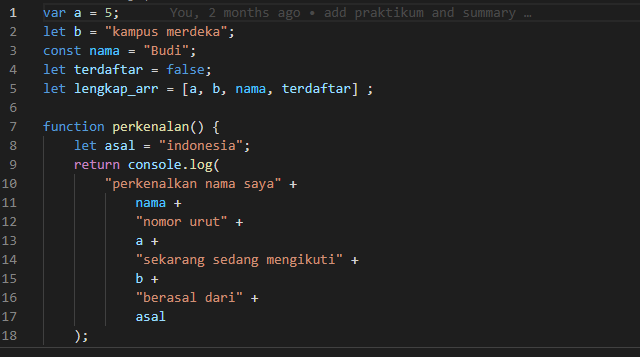 1 var a = 5; You, 2 months ago • add praktikum and summary …
2 let b = "kampus merdeka";
3 const nama = "Budi";
4 let terdaftar = false;
5 let lengkap_arr = [a, b, nama, terdaftar] ;
6
7 function perkenalan() {
8 let asal = "indonesia";
9 return console.log(
10 "perkenalkan nama saya" +
11 nama +
12 "nomor urut" +
13 a +
14 "sekarang sedang mengikuti" +
15 b +
16 "berasal dari" +
17 asal
18 );